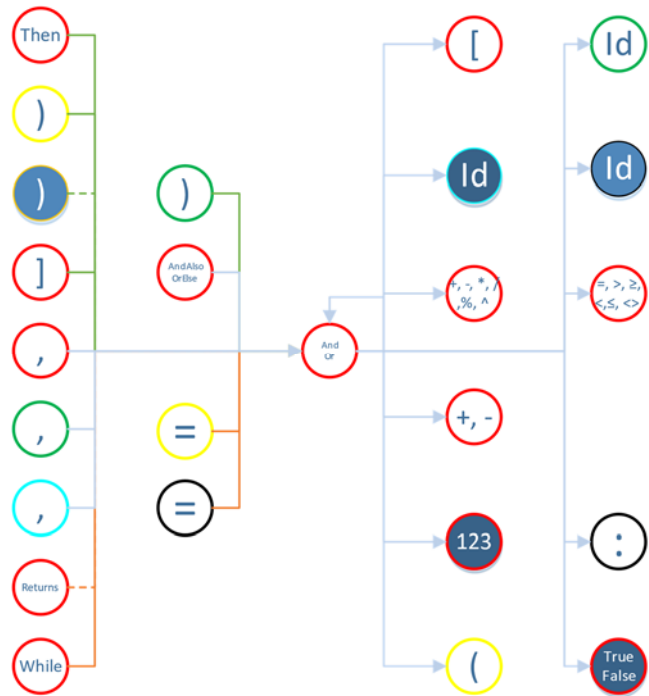 Then
)
)
]
,
,
,
Returns
While
)
AndAlso
OrElse
=
=
And
Or
[
Id
+, -, *, /
,%, ^
+, -
123
(
Id
Id
=, >, ≥,
<,≤, <>
:
True
False